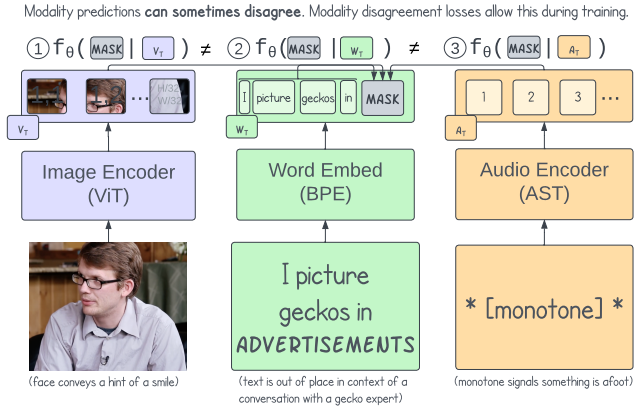 Modality predictions can sometimes disagree. Modality disagreement losses allow this during training.
1 fθ( MASK | VT ) ≠ 2 fθ( MASK | WT ) ≠ 3 fθ( MASK | AT )
H/32
W/32
...
I picture geckos in MASK
1 2 3 ...
VT
WT
AT
Image Encoder
(ViT)
Word Embed
(BPE)
Audio Encoder
(AST)
I picture
geckos in
ADVERTISEMENTS
* [monotone] *
(face conveys a hint of a smile)
(text is out of place in context of a
conversation with a gecko expert)
(monotone signals something is afoot)